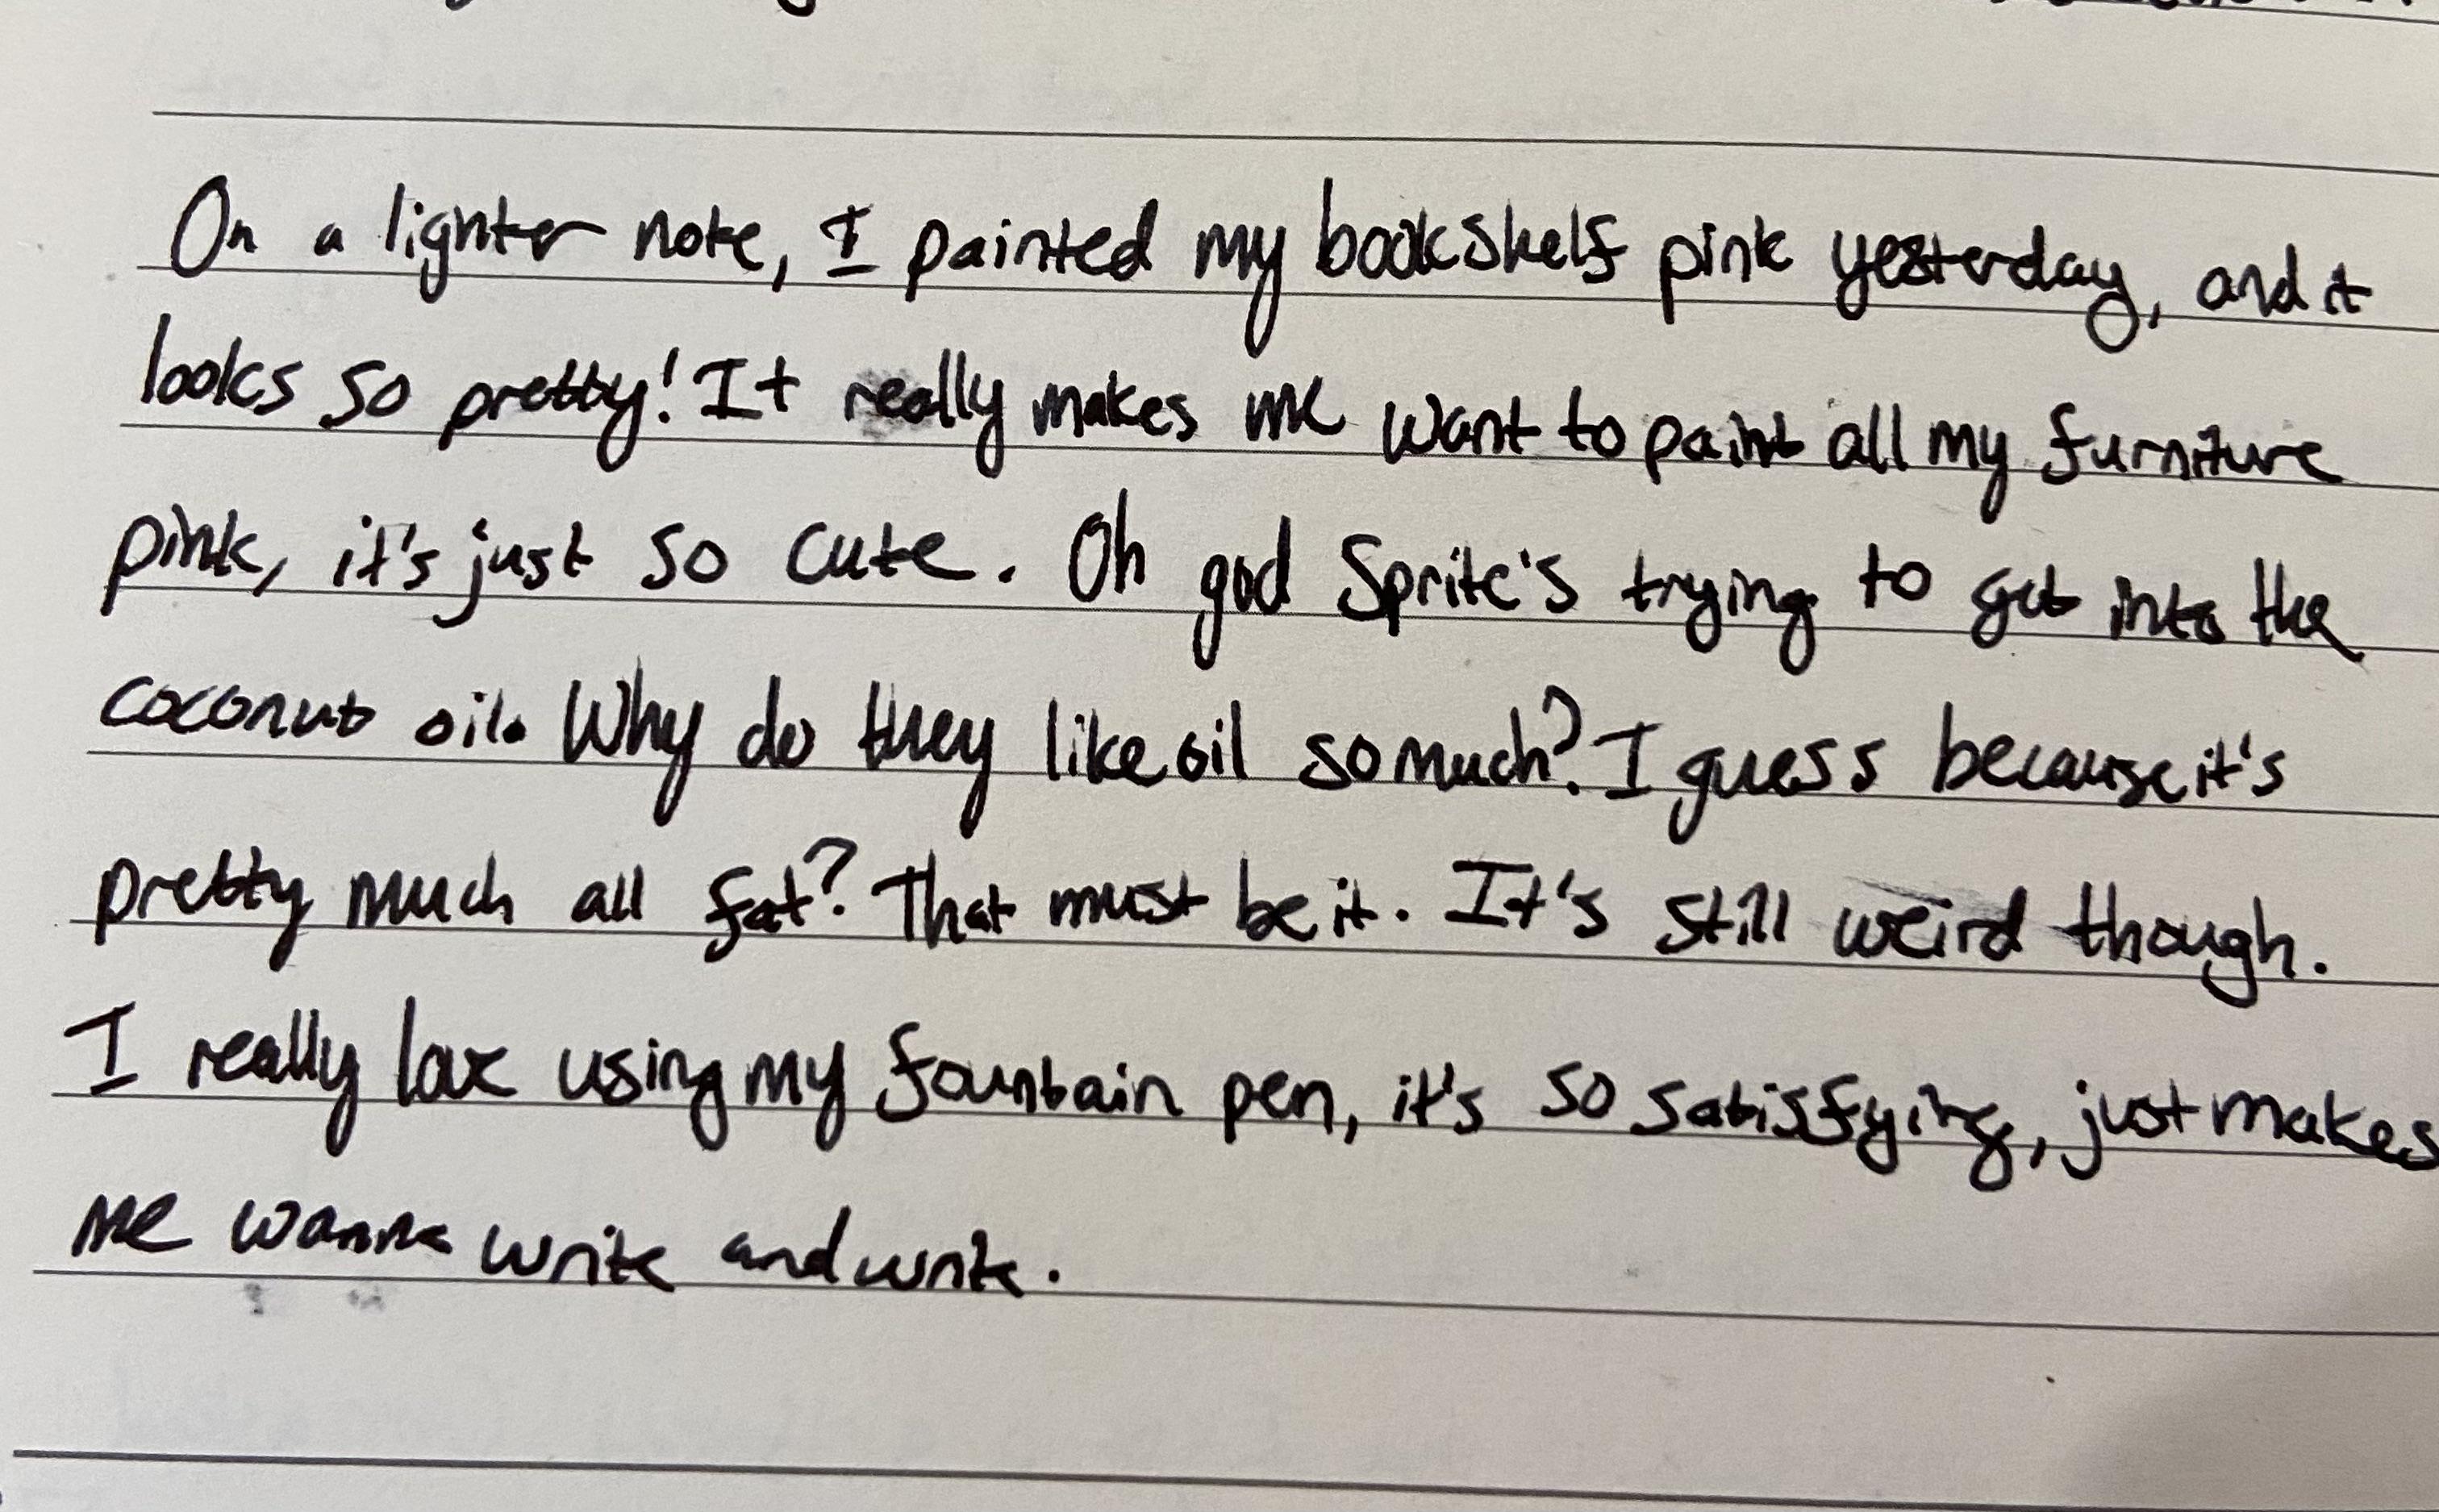 On a lighter note, I painted my bookshelf pink yesterday, and it
looks so pretty! It really makes me want to paint all my furniture
pink, it's just so cute. Oh god Sprite's trying to get into the
coconut oil. Why do they like oil so much? I guess because it's
pretty much all fat? That must be it. It's still weird though.
I really love using my fountain pen, it's so satisfying, just makes
me wanna write and write.